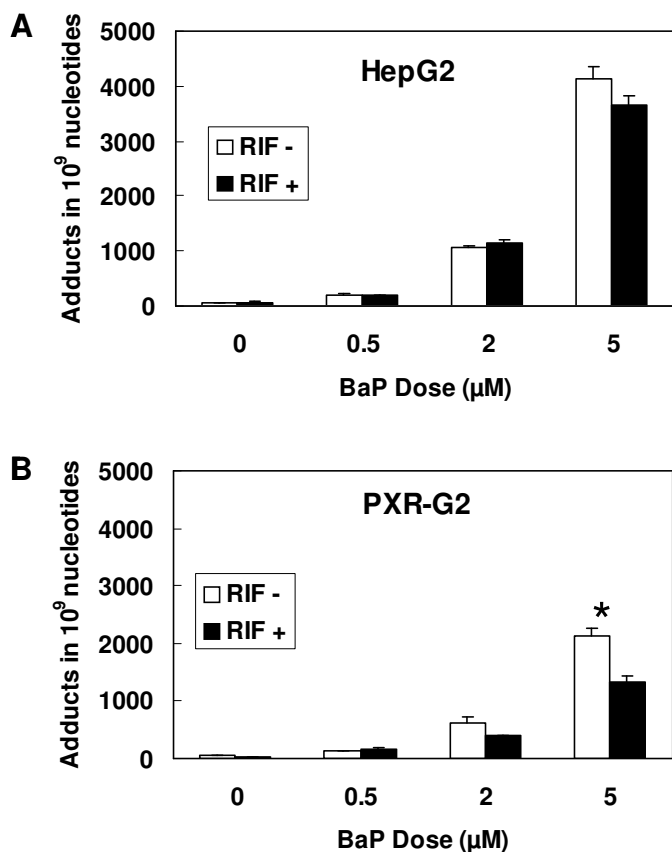 A
Adducts in 10⁹ nucleotides
5000
4000
3000
2000
1000
0
HepG2
RIF -
RIF +
0 0.5 2 5
BaP Dose (µM)
B
Adducts in 10⁹ nucleotides
5000
4000
3000
2000
1000
0
PXR-G2
RIF -
RIF +
*
0 0.5 2 5
BaP Dose (µM)